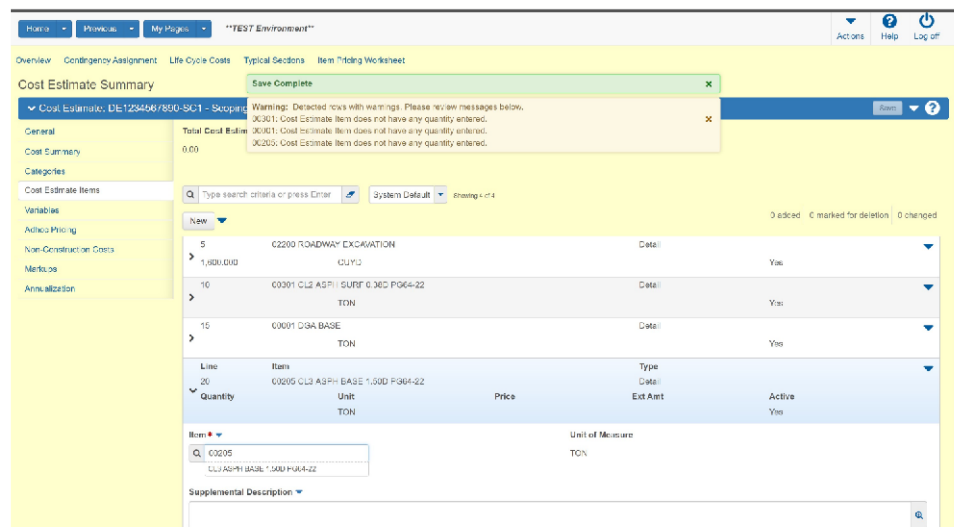 Home Previous My Pages **TEST Environment** Actions Help Log off
Overview Contingency Assignment Life Cycle Costs Typical Sections Item Pricing Worksheet
Cost Estimate Summary
Save Complete
Cost Estimate: DE1234567890-SC1 - Scoping Save
Warning: Detected rows with warnings. Please review messages below.
00301: Cost Estimate Item does not have any quantity entered.
00001: Cost Estimate Item does not have any quantity entered.
00205: Cost Estimate Item does not have any quantity entered.
General
Cost Summary
Categories
Cost Estimate Items
Variables
Adhoc Pricing
Non-Construction Costs
Markups
Annualization
Total Cost Estim
0.00
Type search criteria or press Enter System Default Showing 4 of 4
New 0 added 0 marked for deletion 0 changed
5 02200 ROADWAY EXCAVATION Detail
1,600.000 CUYD Yes
10 00301 CL2 ASPH SURF 0.38D PG64-22 Detail
TON Yes
15 00001 DGA BASE Detail
TON Yes
Line Item Type
20 00205 CL3 ASPH BASE 1.50D PG64-22 Detail
Quantity Unit Price Ext Amt Active
TON Yes
Item Unit of Measure
00205 TON
CL3 ASPH BASE 1.50D PG64-22
Supplemental Description